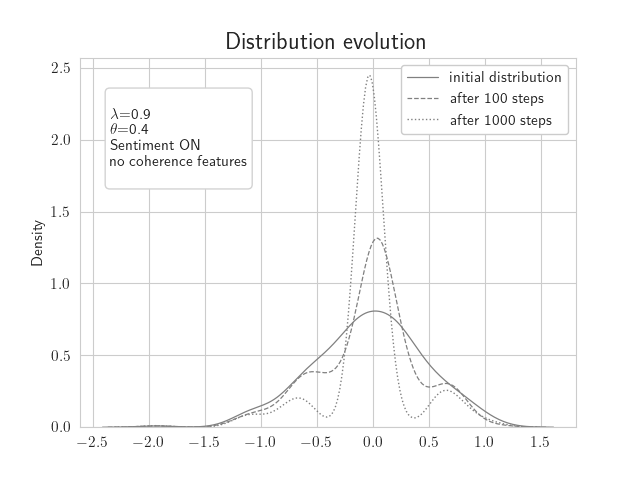 Distribution evolution
2.5
2.0
1.5
1.0
0.5
0.0
Density
λ=0.9
θ=0.4
Sentiment ON
no coherence features
initial distribution
after 100 steps
after 1000 steps
−2.5 −2.0 −1.5 −1.0 −0.5 0.0 0.5 1.0 1.5